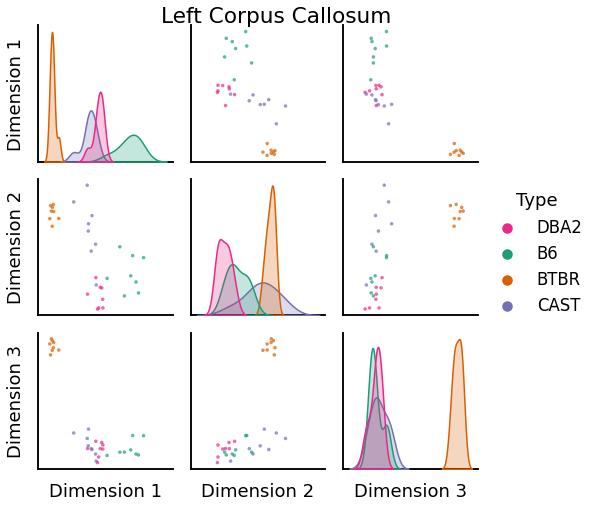 Left Corpus Callosum
Dimension 1
Dimension 2
Dimension 3
Type
DBA2
B6
BTBR
CAST
Dimension 1
Dimension 2
Dimension 3